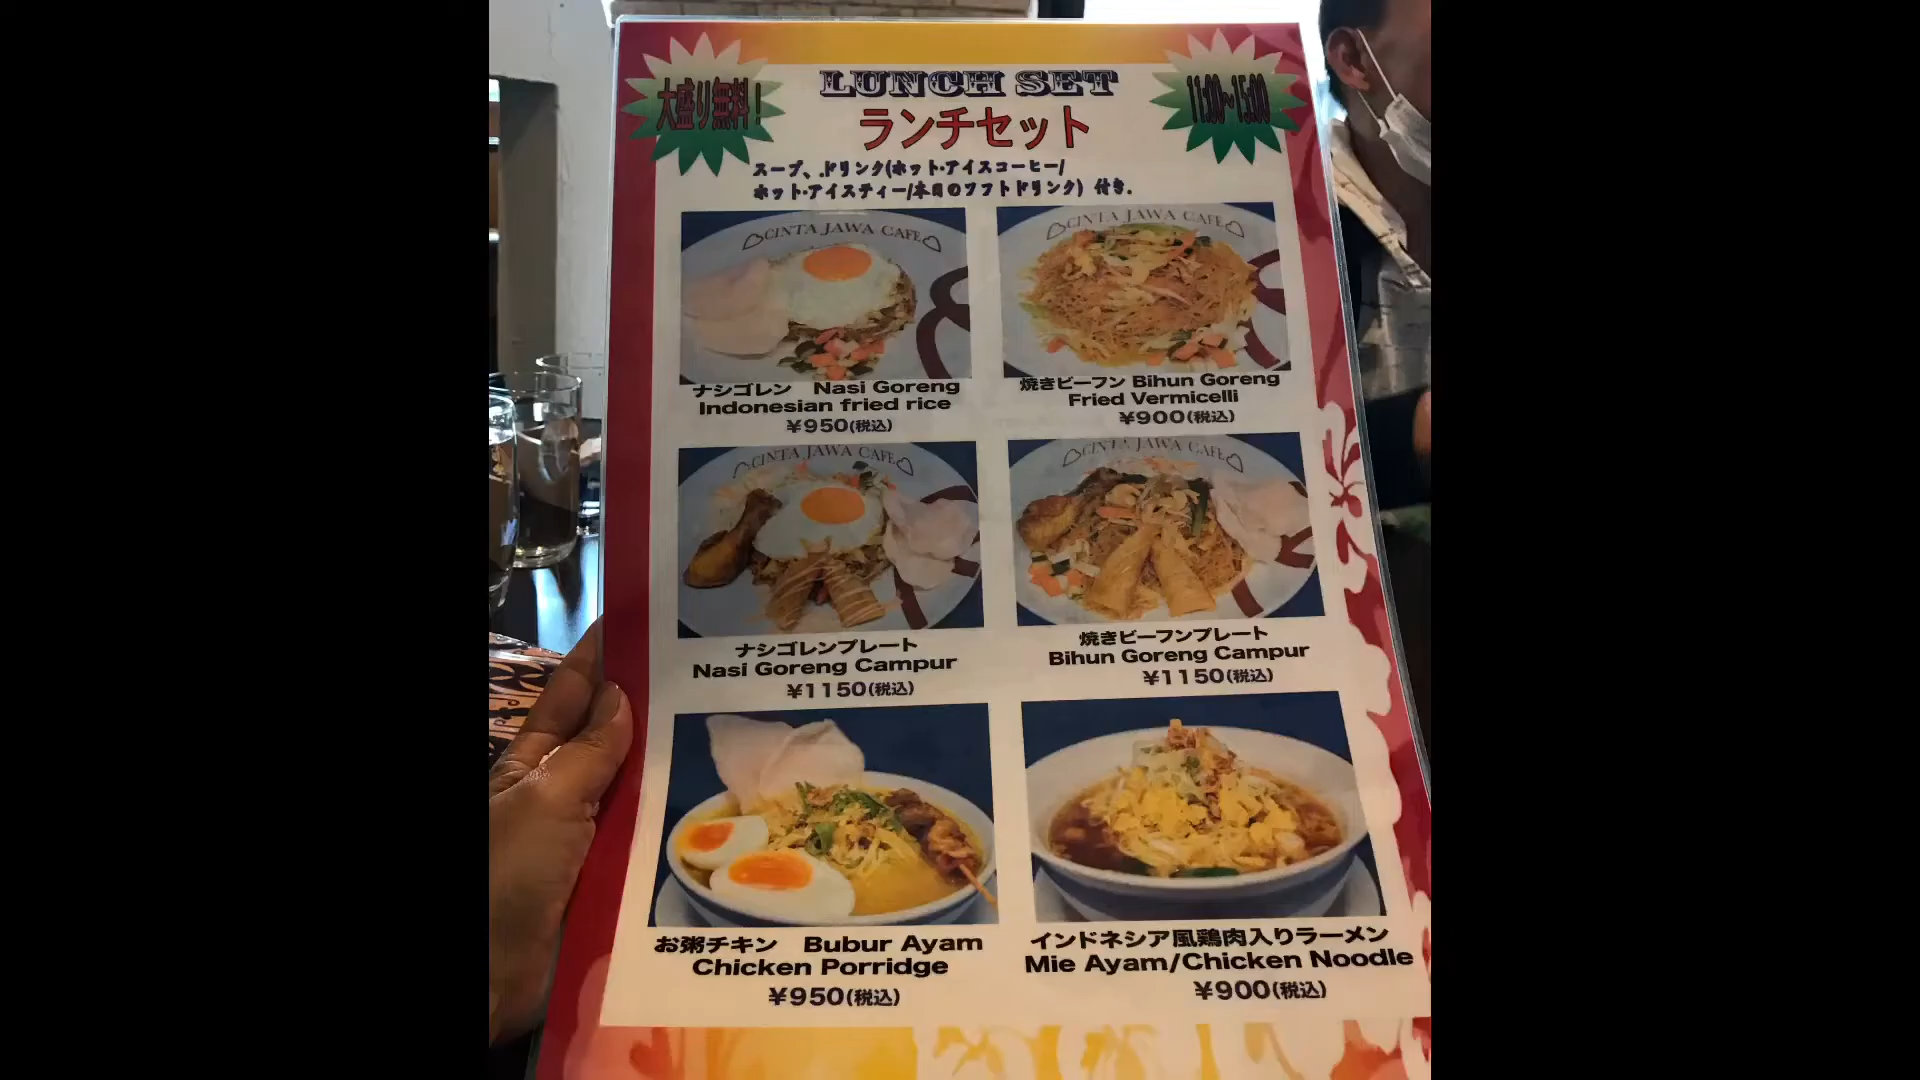 大盛り無料!
LUNCH SET
11:00~15:00
ランチセット
スープ、ドリンク(ホット・アイスコーヒー/
ホット・アイスティー/本日のソフトドリンク) 付き.
CINTA JAWA CAFE
CINTA JAWA CAFE
ナシゴレン Nasi Goreng
Indonesian fried rice
¥950(税込)
焼きビーフン Bihun Goreng
Fried Vermicelli
¥900(税込)
CINTA JAWA CAFE
CINTA JAWA CAFE
ナシゴレンプレート
Nasi Goreng Campur
¥1150(税込)
焼きビーフンプレート
Bihun Goreng Campur
¥1150(税込)
お粥チキン Bubur Ayam
Chicken Porridge
¥950(税込)
インドネシア風鶏肉入りラーメン
Mie Ayam/Chicken Noodle
¥900(税込)